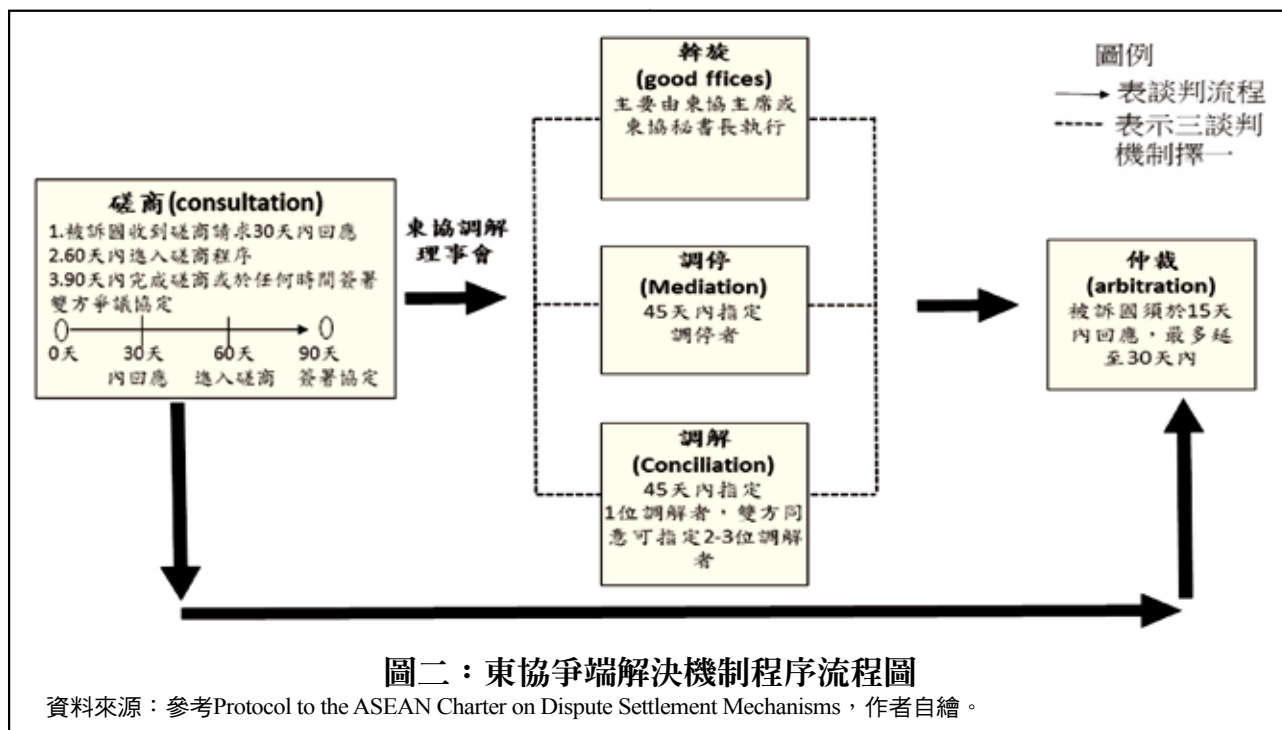 斡旋
(good ffices)
主要由東協主席或
東協秘書長執行
圖例
表談判流程
表示三談判
機制擇一
磋商(consultation)
1.被訴國收到磋商請求30天內回應
2.60天內進入磋商程序
3.90天內完成磋商或於任何時間簽署
雙方爭議協定
0天 30天 60天 90天
內回應 進入磋商 簽署協定
東協調解
理事會
調停
(Mediation)
45天內指定
調停者
調解
(Conciliation)
45天內指定
1位調解者，雙方同
意可指定2-3位調解
者
仲裁
(arbitration)
被訴國須於15天
內回應，最多延
至30天內
圖二：東協爭端解決機制程序流程圖
資料來源：參考Protocol to the ASEAN Charter on Dispute Settlement Mechanisms，作者自繪。